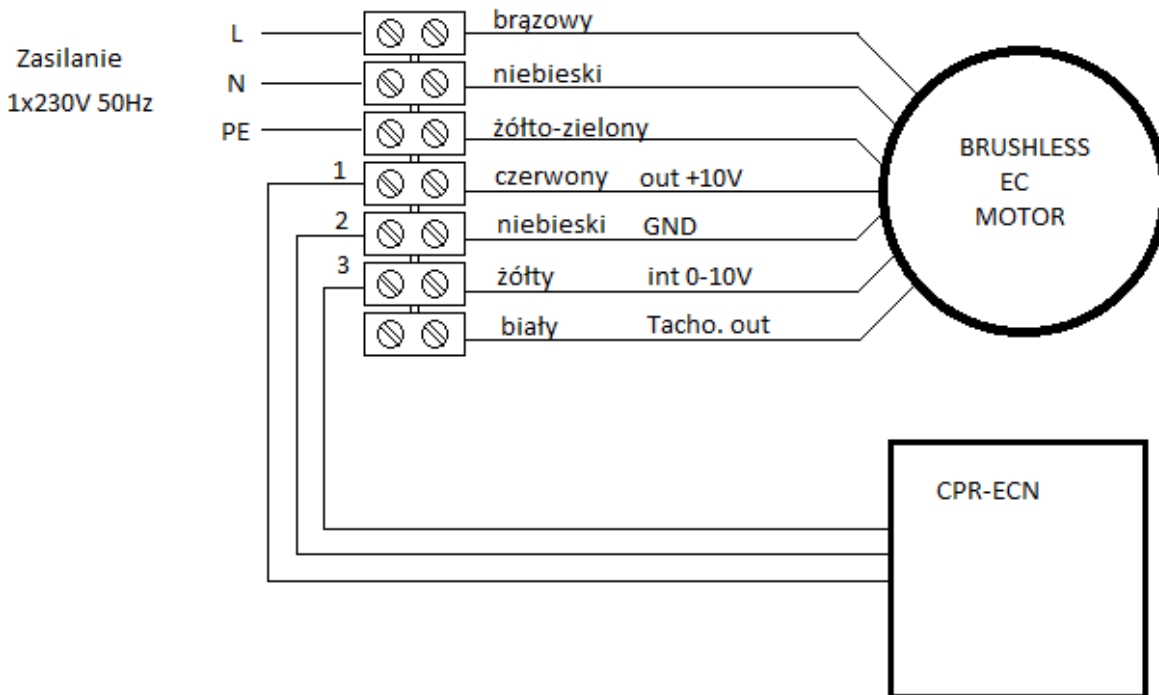 Zasilanie
1x230V 50Hz
L
N
PE
1
2
3
brązowy
niebieski
żółto-zielony
czerwony out +10V
niebieski GND
żółty int 0-10V
biały Tacho. out
BRUSHLESS
EC
MOTOR
CPR-ECN